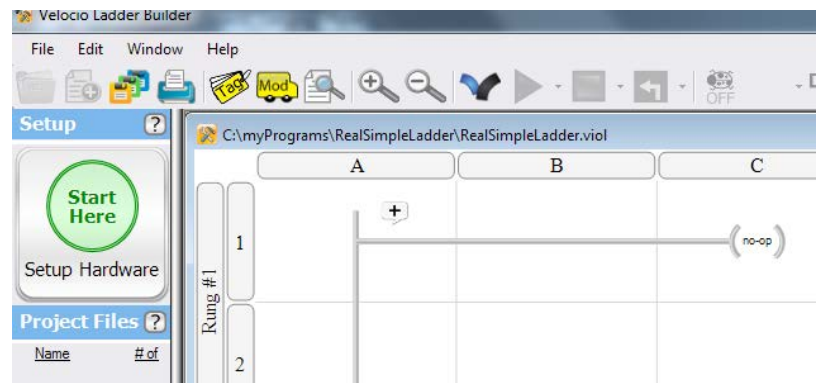 Velocio Ladder Builder
File Edit Window Help
Tag
Mod
OFF
Setup ?
Start
Here
Setup Hardware
Project Files ?
Name # of
C:\myPrograms\RealSimpleLadder\RealSimpleLadder.viol
A B C
Rung #1
1
no-op
2